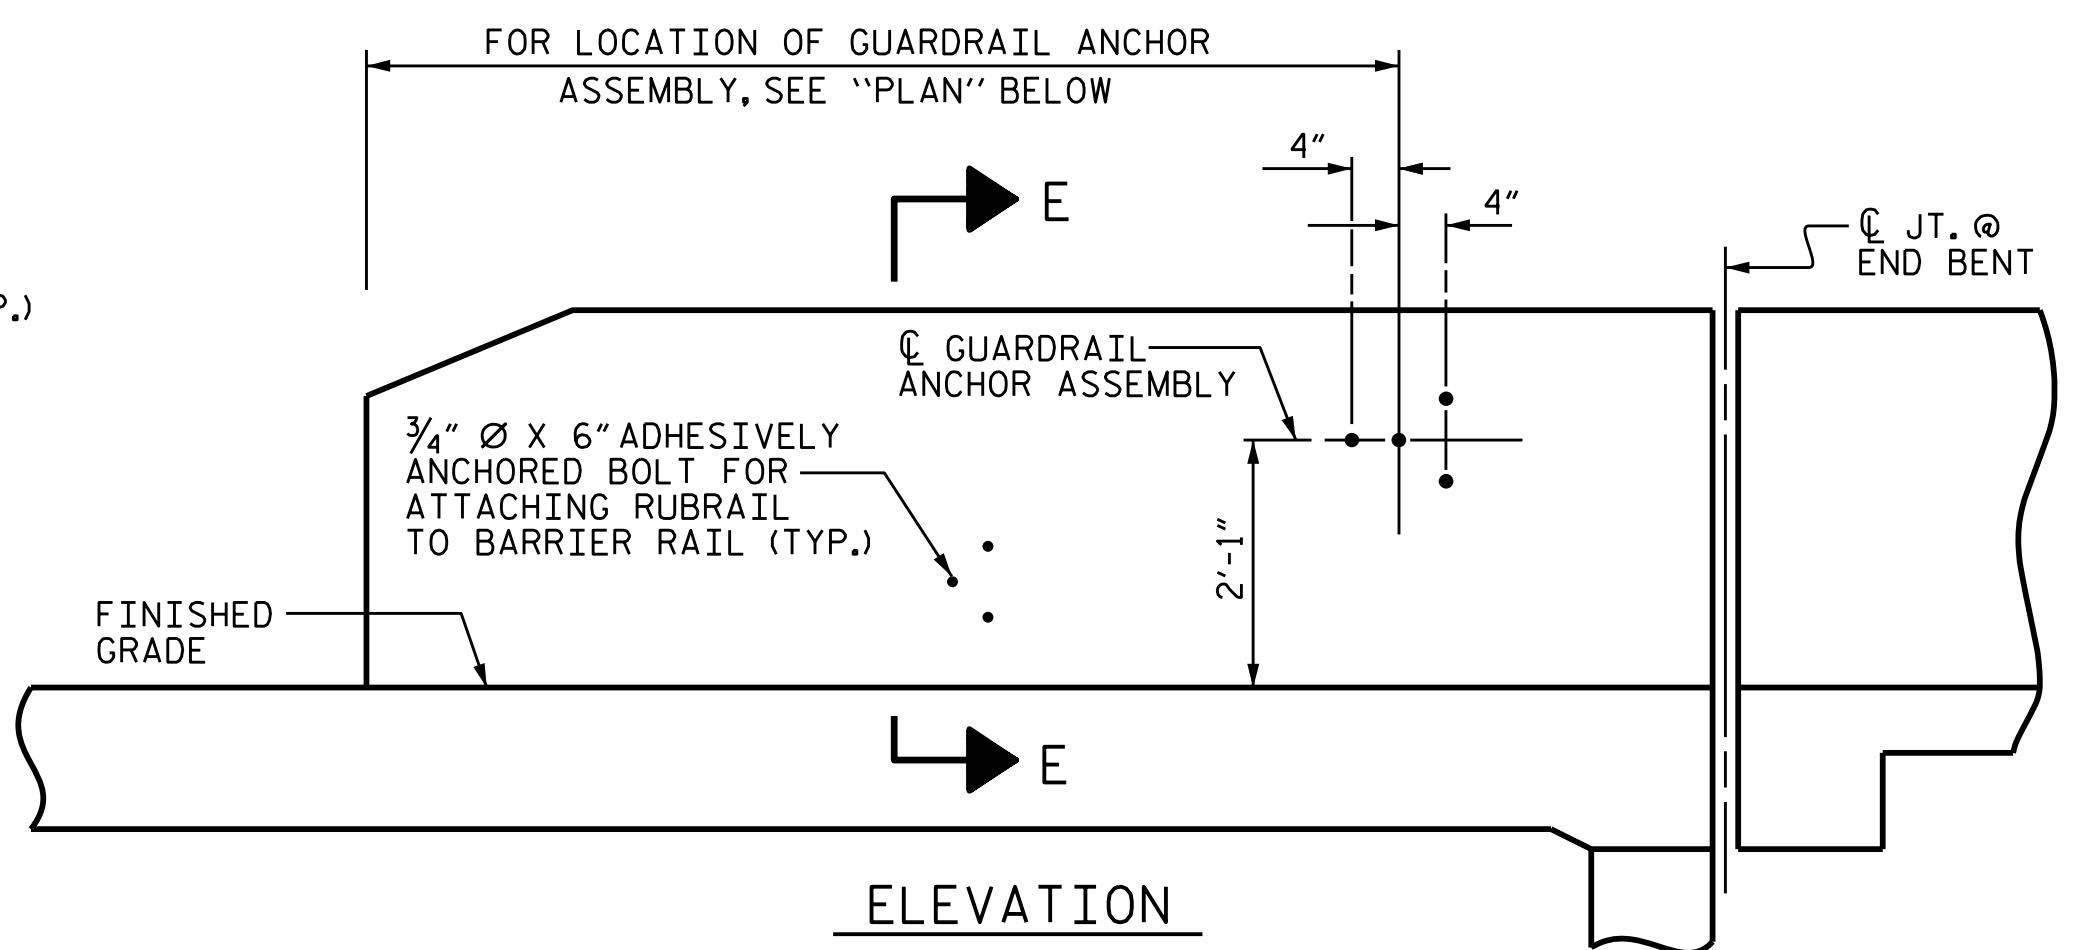 FOR LOCATION OF GUARDRAIL ANCHOR
ASSEMBLY, SEE "PLAN" BELOW
4"
4"
E
℄ JT. @
END BENT
P.)
℄ GUARDRAIL
ANCHOR ASSEMBLY
¾" Ø X 6" ADHESIVELY
ANCHORED BOLT FOR
ATTACHING RUBRAIL
TO BARRIER RAIL (TYP.)
2'-1"
FINISHED
GRADE
E
ELEVATION